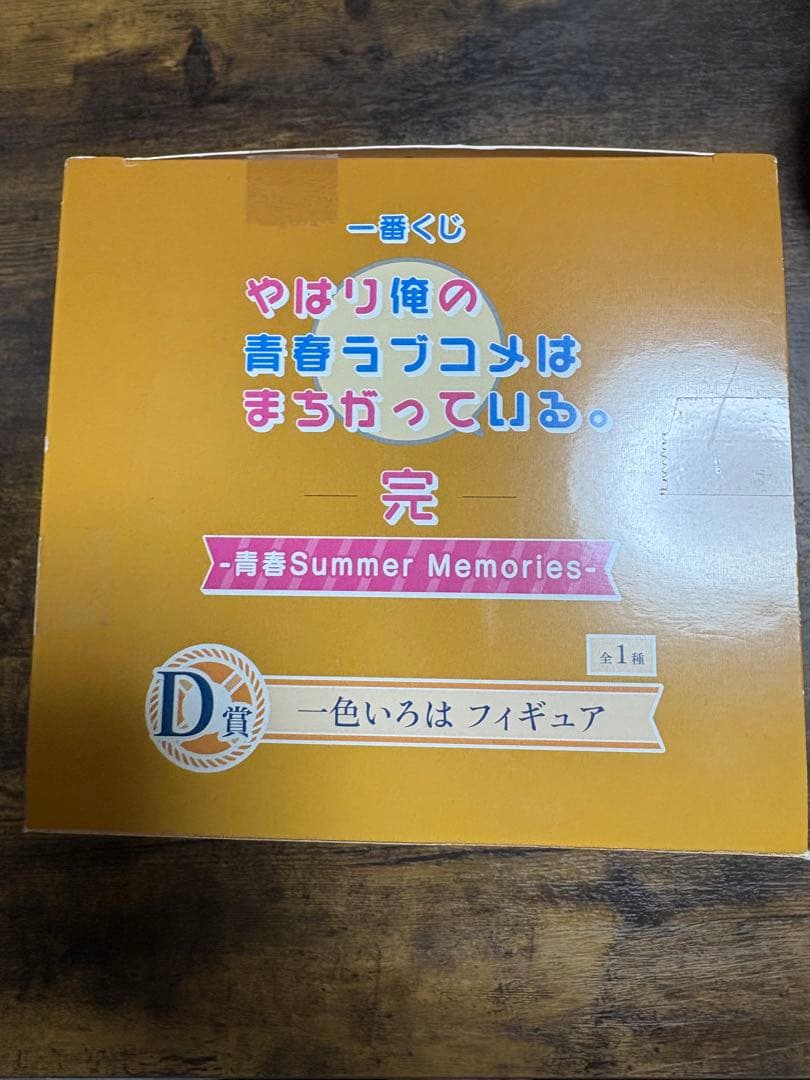 一番くじ
やはり俺の
青春ラブコメは
まちがっている。
完
-青春Summer Memories-
全1種
D賞
一色いろは フィギュア